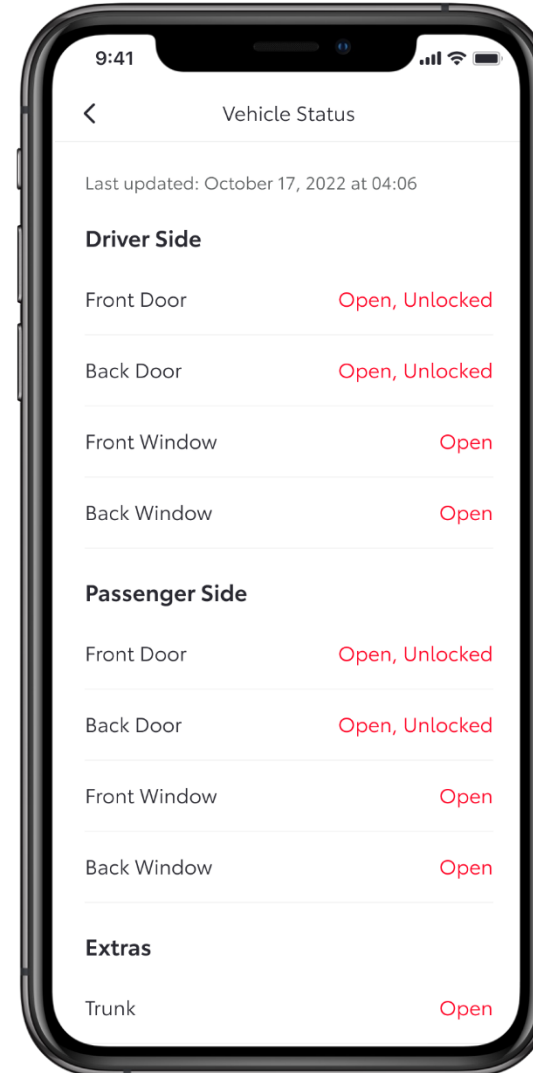 9:41
Vehicle Status
Last updated: October 17, 2022 at 04:06
Driver Side
Front Door Open, Unlocked
Back Door Open, Unlocked
Front Window Open
Back Window Open
Passenger Side
Front Door Open, Unlocked
Back Door Open, Unlocked
Front Window Open
Back Window Open
Extras
Trunk Open